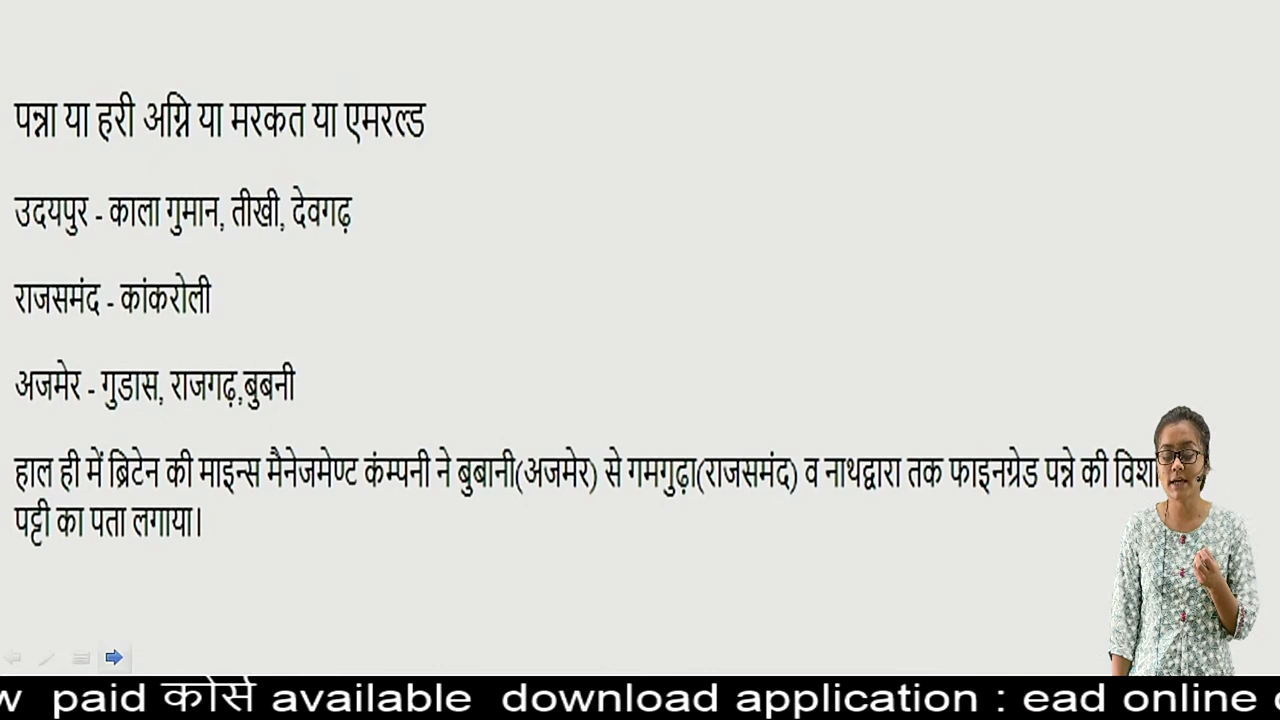 पन्ना या हरी अग्नि या मरकत या एमरल्ड
उदयपुर - काला गुमान, तीखी, देवगढ़
राजसमंद - कांकरोली
अजमेर - गुडास, राजगढ़,बुबनी
हाल ही में ब्रिटेन की माइन्स मैनेजमेण्ट कंम्पनी ने बुबानी(अजमेर) से गमगुढ़ा(राजसमंद) व नाथद्वारा तक फाइनग्रेड पन्ने की
पट्टी का पता लगाया।
paid कोर्स available download application : ead online